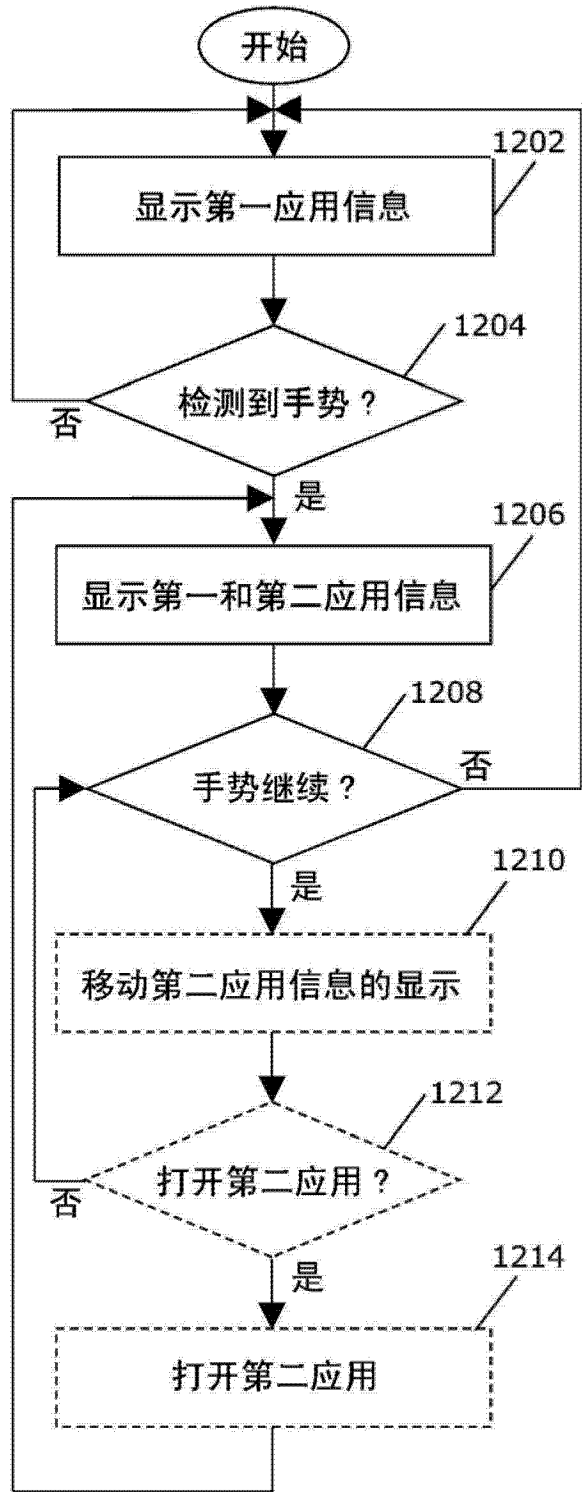 开始
1202
显示第一应用信息
1204
检测到手势？
否
是
1206
显示第一和第二应用信息
1208
手势继续？
否
是
1210
移动第二应用信息的显示
1212
打开第二应用？
否
是
1214
打开第二应用